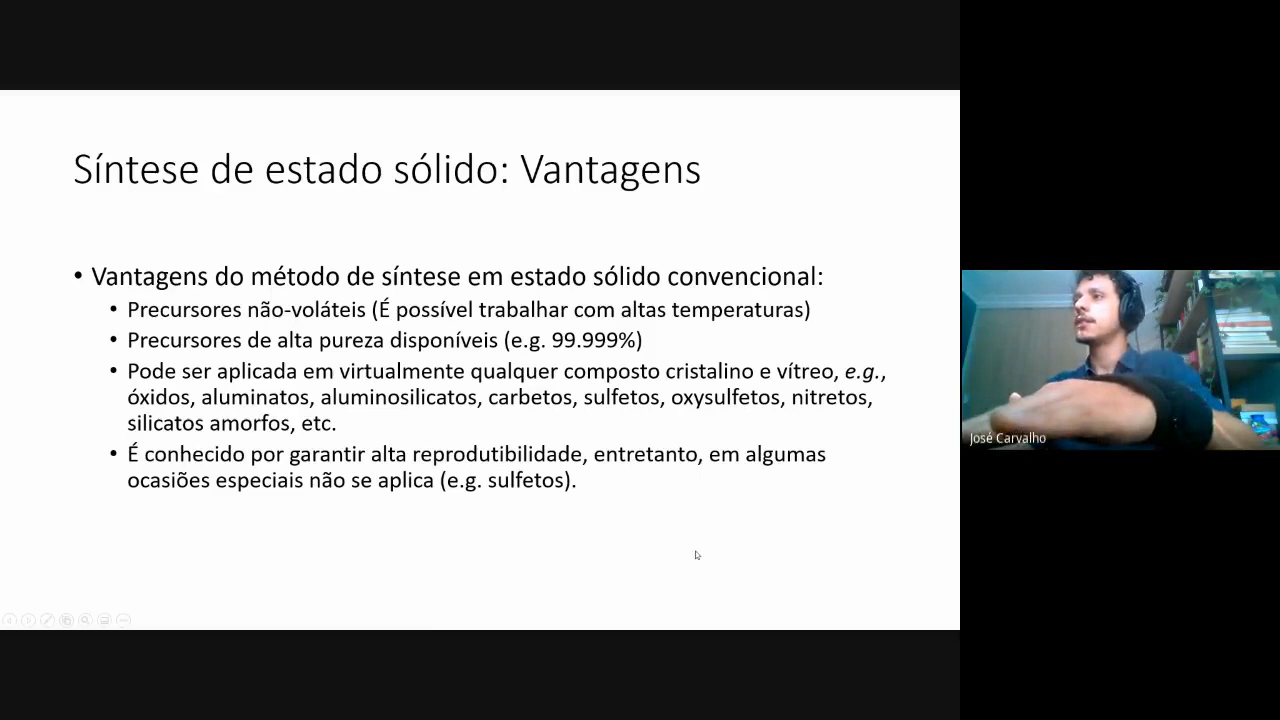 Síntese de estado sólido: Vantagens
• Vantagens do método de síntese em estado sólido convencional:
• Precursores não-voláteis (É possível trabalhar com altas temperaturas)
• Precursores de alta pureza disponíveis (e.g. 99.999%)
• Pode ser aplicada em virtualmente qualquer composto cristalino e vítreo, e.g.,
óxidos, aluminatos, aluminosilicatos, carbetos, sulfetos, oxysulfetos, nitretos,
silicatos amorfos, etc.
• É conhecido por garantir alta reprodutibilidade, entretanto, em algumas
ocasiões especiais não se aplica (e.g. sulfetos).
José Carvalho